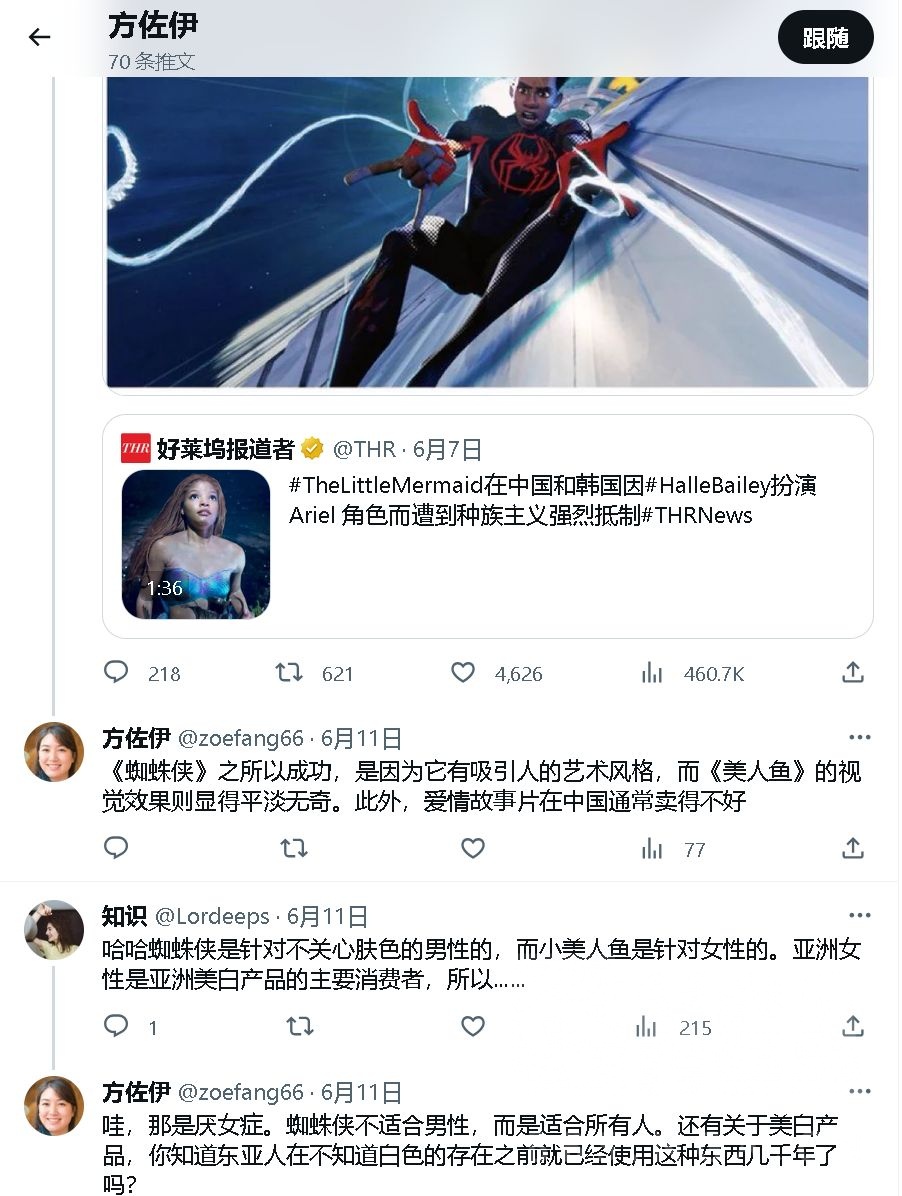 方佐伊
70 条推文
跟随
THR 好莱坞报道者 @THR · 6月7日
#TheLittleMermaid在中国和韩国因#HalleBailey扮演
Ariel 角色而遭到种族主义强烈抵制#THRNews
1:36
218 621 4,626 460.7K
方佐伊 @zoefang66 · 6月11日
《蜘蛛侠》之所以成功，是因为它有吸引人的艺术风格，而《美人鱼》的视
觉效果则显得平淡无奇。此外，爱情故事片在中国通常卖得不好
77
知识 @Lordeeps · 6月11日
哈哈蜘蛛侠是针对不关心肤色的男性的，而小美人鱼是针对女性的。亚洲女
性是亚洲美白产品的主要消费者，所以......
1 215
方佐伊 @zoefang66 · 6月11日
哇，那是厌女症。蜘蛛侠不适合男性，而是适合所有人。还有关于美白产
品，你知道东亚人在不知道白色的存在之前就已经使用这种东西几千年了
吗？